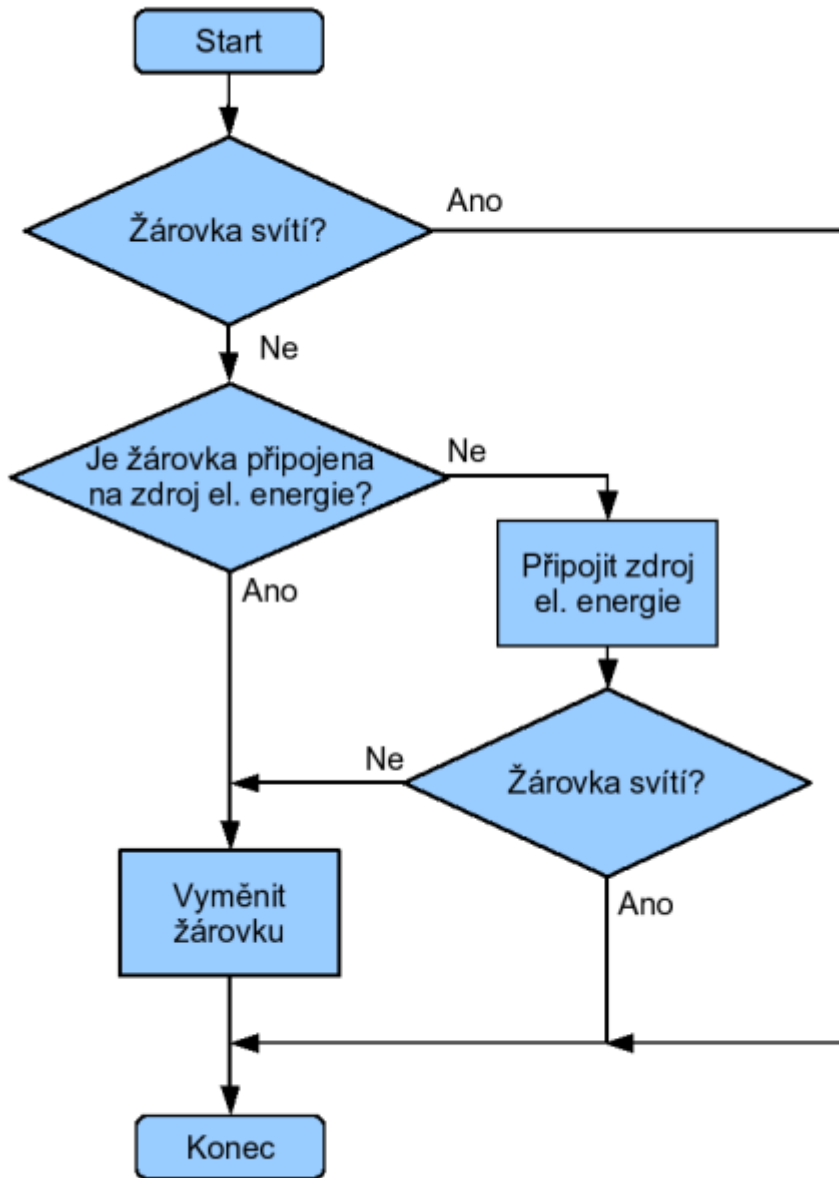 Start
Žárovka svítí?
Ano
Ne
Je žárovka připojena
na zdroj el. energie?
Ne
Připojit zdroj
el. energie
Ano
Ne
Žárovka svítí?
Vyměnit
žárovku
Ano
Konec